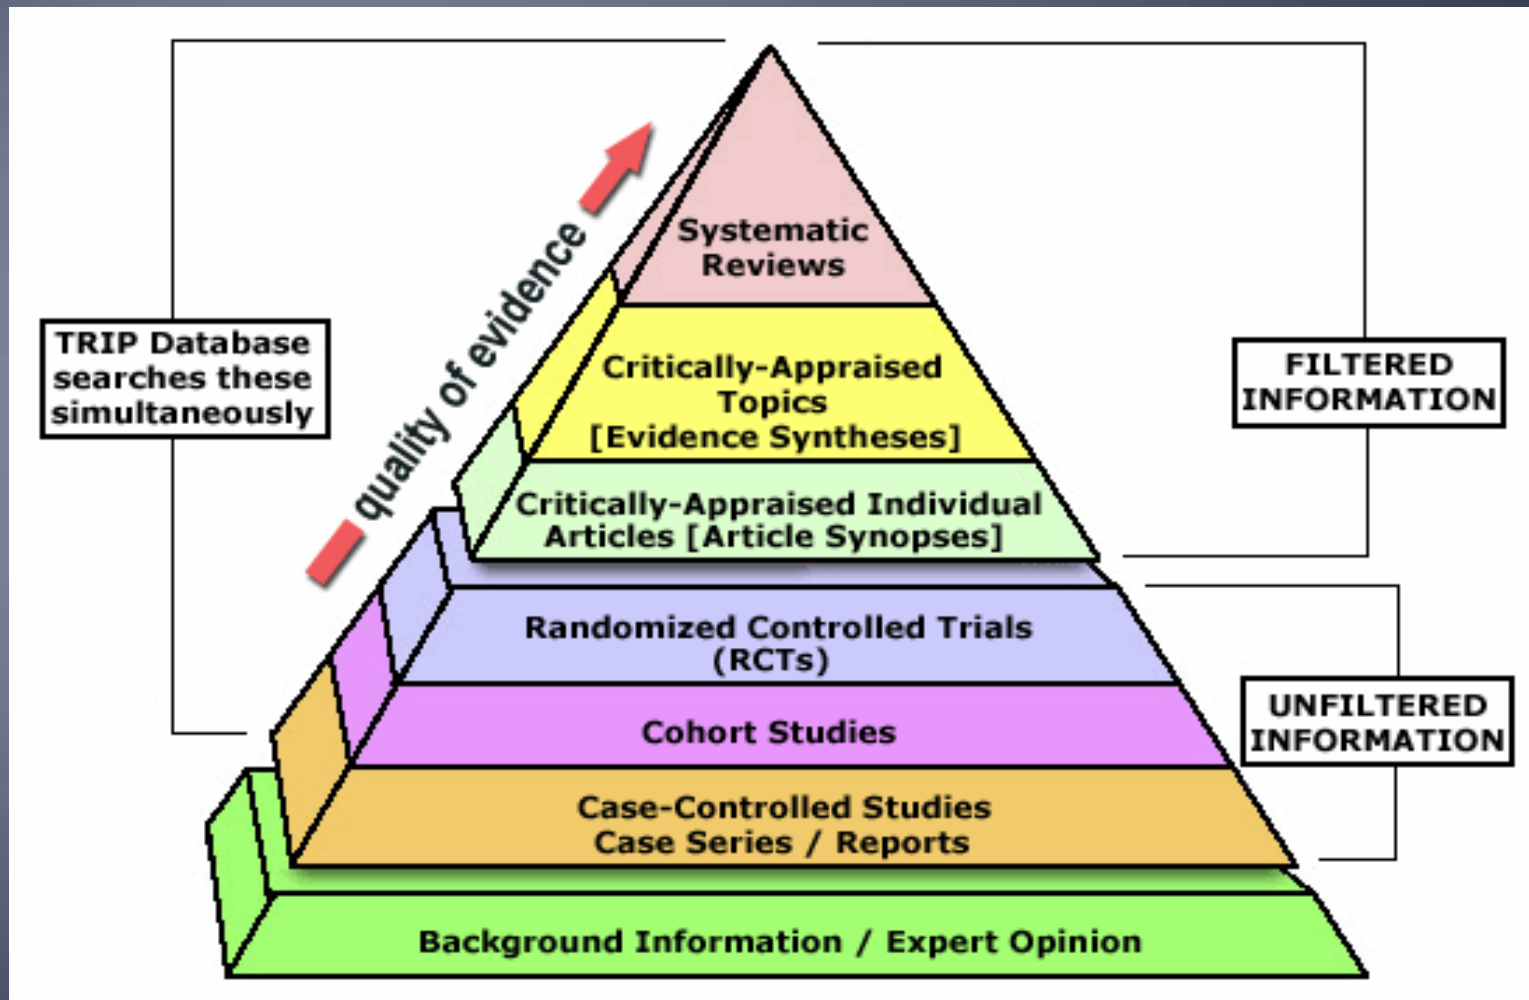 Systematic
Reviews
quality of evidence
TRIP Database
searches these
simultaneously
FILTERED
INFORMATION
Critically-Appraised
Topics
[Evidence Syntheses]
Critically-Appraised Individual
Articles [Article Synopses]
Randomized Controlled Trials
(RCTs)
UNFILTERED
INFORMATION
Cohort Studies
Case-Controlled Studies
Case Series / Reports
Background Information / Expert Opinion